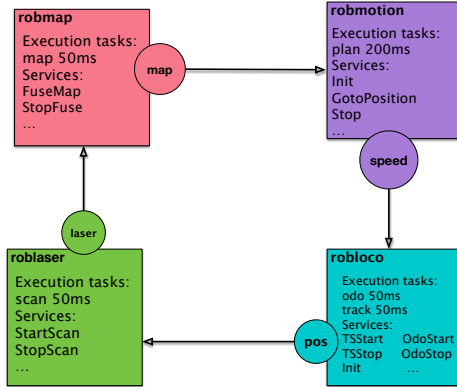 robmap
Execution tasks:
map 50ms
Services:
FuseMap
StopFuse
...
map
robmotion
Execution tasks:
plan 200ms
Services:
Init
GotoPosition
Stop
...
speed
laser
roblaser
Execution tasks:
scan 50ms
Services:
StartScan
StopScan
...
pos
robloco
Execution tasks:
odo 50ms
track 50ms
Services:
TSStart OdoStart
TSStop OdoStop
Init ...